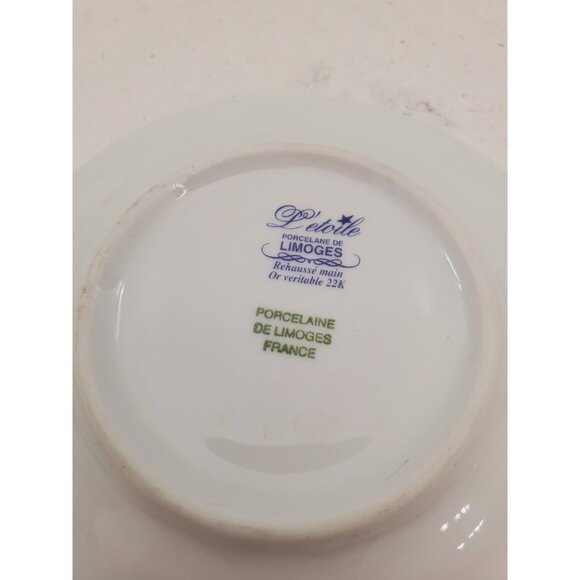 L'etoile
PORCELANE DE
LIMOGES
Rehaussé main
Or veritable 22K
PORCELAINE
DE LIMOGES
FRANCE